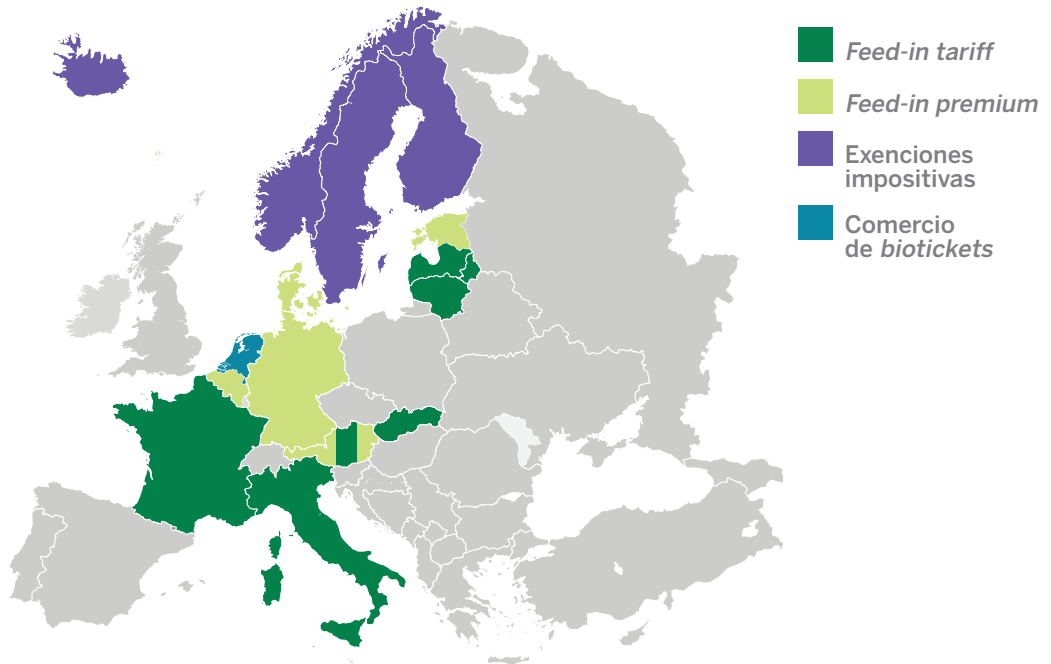 Feed-in tariff
Feed-in premium
Exenciones
impositivas
Comercio
de biotickets